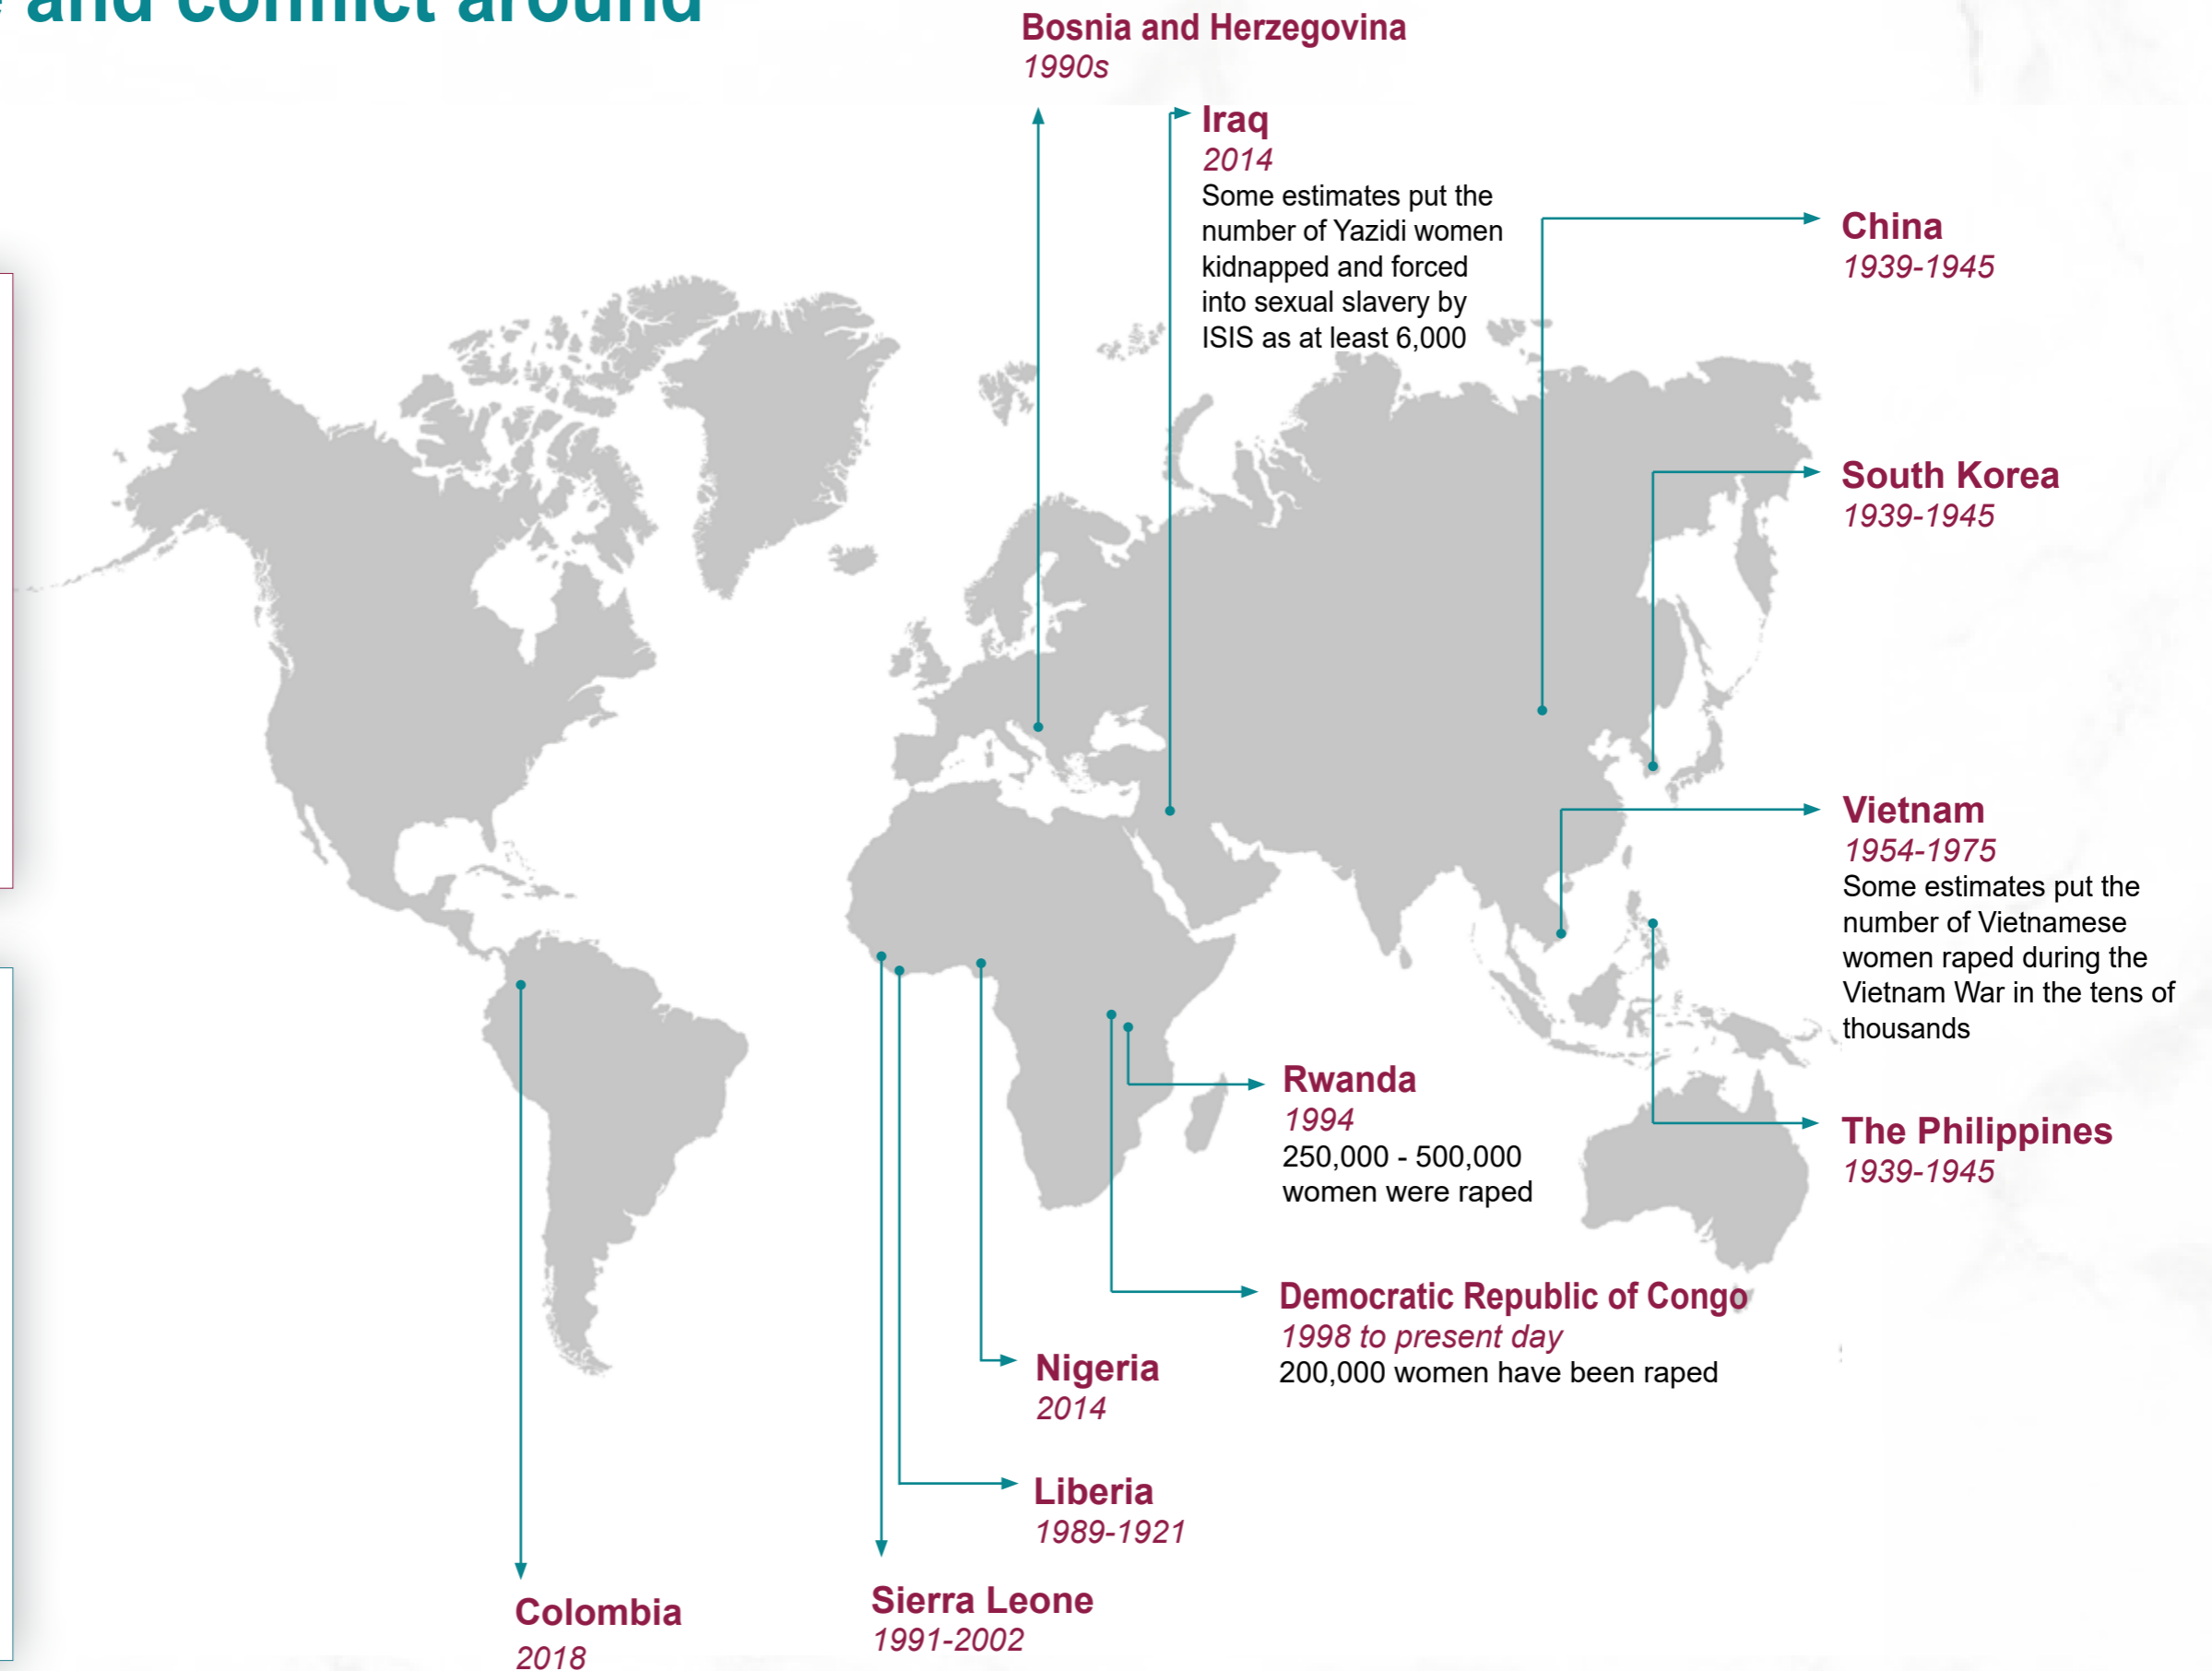 and conflict around
Bosnia and Herzegovina
1990s
Iraq
2014
Some estimates put the
number of Yazidi women
kidnapped and forced
into sexual slavery by
ISIS as at least 6,000
China
1939-1945
South Korea
1939-1945
Vietnam
1954-1975
Some estimates put the
number of Vietnamese
women raped during the
Vietnam War in the tens of
thousands
The Philippines
1939-1945
Rwanda
1994
250,000 - 500,000
women were raped
Democratic Republic of Congo
1998 to present day
200,000 women have been raped
Nigeria
2014
Liberia
1989-1921
Sierra Leone
1991-2002
Colombia
2018